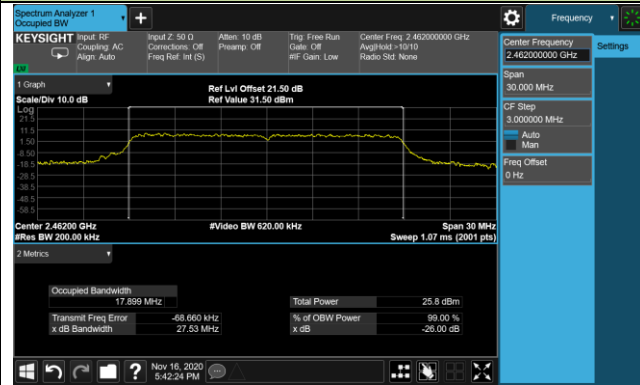 Spectrum Analyzer 1
Occupied BW
Frequency
KEYSIGHT
Input: RF
Coupling: AC
Align: Auto
Input Z: 50 Ω
Corrections: Off
Freq Ref: Int (S)
Atten: 10 dB
Preamp: Off
Trig: Free Run
Gate: Off
#IF Gain: Low
Center Freq: 2.462000000 GHz
Avg|Hold:>10/10
Radio Std: None
Center Frequency
2.462000000 GHz
Settings
Span
30.000 MHz
CF Step
3.000000 MHz
Auto
Man
Freq Offset
0 Hz
1 Graph
Scale/Div 10.0 dB
Ref Lvl Offset 21.50 dB
Ref Value 31.50 dBm
Log
21.5
11.5
1.50
-8.50
-18.5
-28.5
-38.5
-48.5
-58.5
Center 2.46200 GHz
#Res BW 200.00 kHz
#Video BW 620.00 kHz
Span 30 MHz
Sweep 1.07 ms (2001 pts)
2 Metrics
Occupied Bandwidth
17.899 MHz
Total Power 25.8 dBm
Transmit Freq Error -68.660 kHz
% of OBW Power 99.00 %
x dB Bandwidth 27.53 MHz
x dB -26.00 dB
Nov 16, 2020
5:42:24 PM